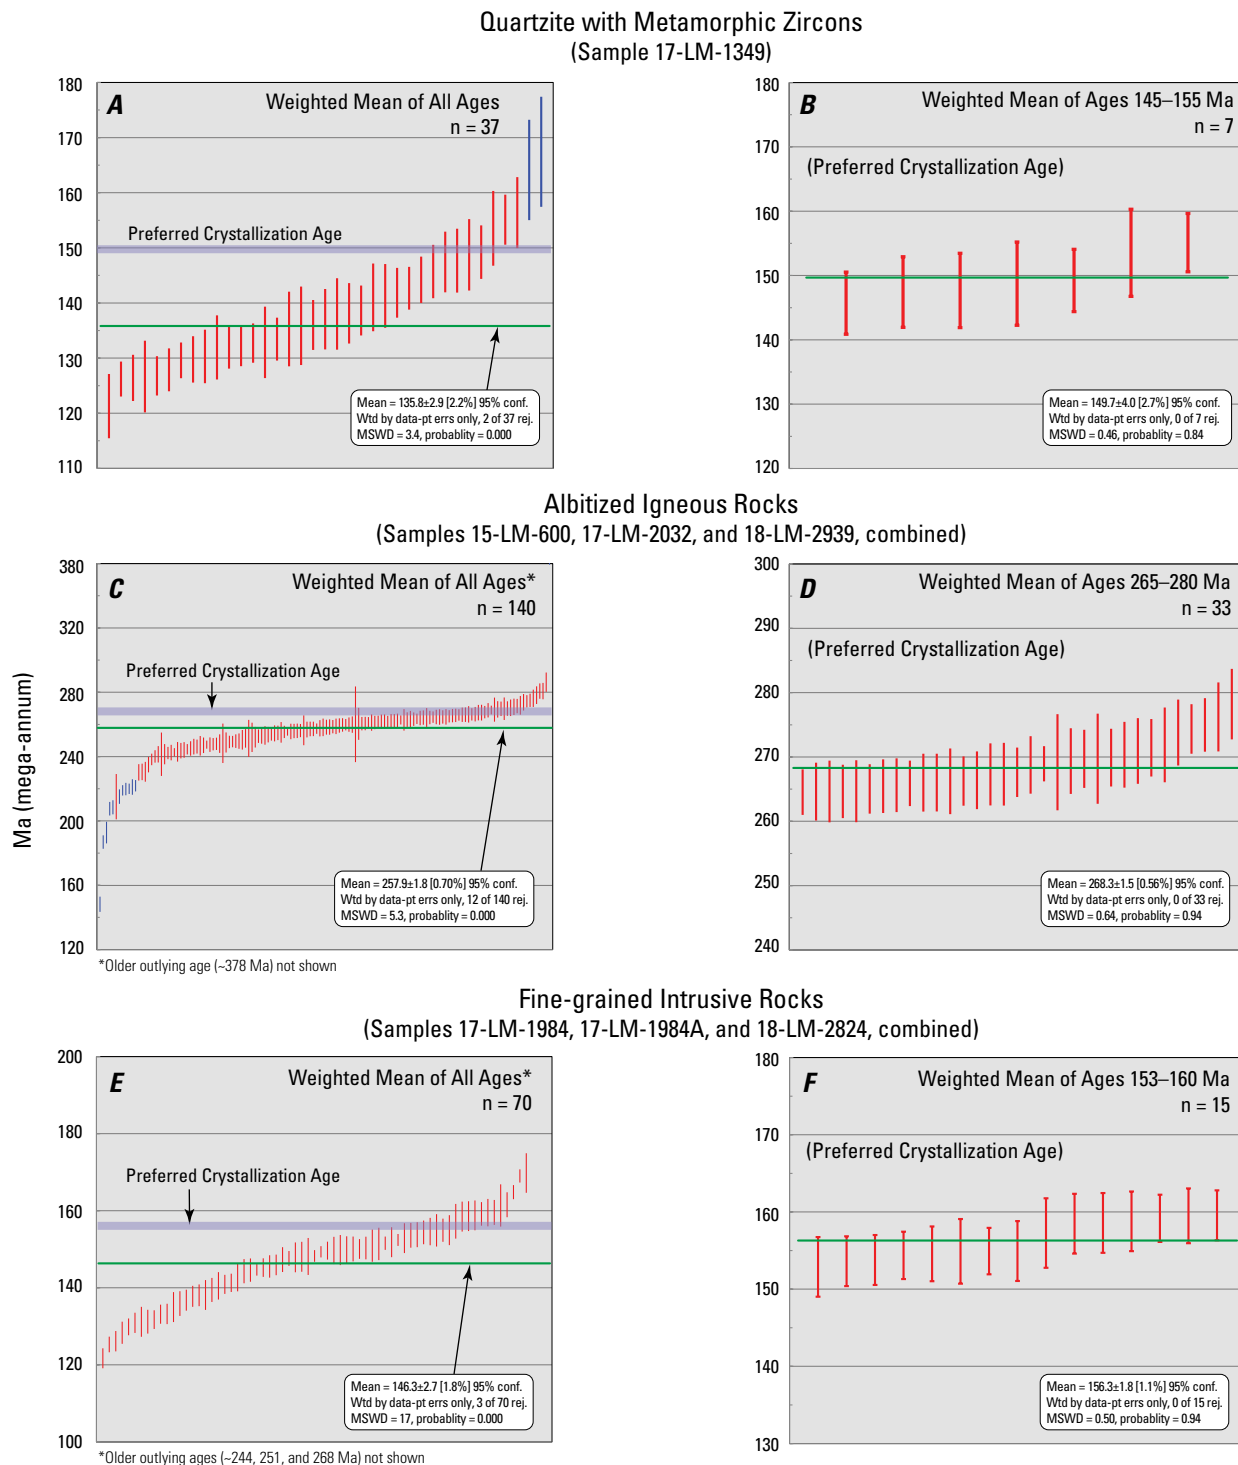 Quartzite with Metamorphic Zircons
(Sample 17-LM-1349)
A
Weighted Mean of All Ages
n = 37
180
170
160
150
140
130
120
110
Preferred Crystallization Age
Mean = 135.8±2.9 [2.2%] 95% conf.
Wtd by data-pt errs only, 2 of 37 rej.
MSWD = 3.4, probablity = 0.000
B
Weighted Mean of Ages 145–155 Ma
n = 7
(Preferred Crystallization Age)
180
170
160
150
140
130
120
Mean = 149.7±4.0 [2.7%] 95% conf.
Wtd by data-pt errs only, 0 of 7 rej.
MSWD = 0.46, probablity = 0.84
Albitized Igneous Rocks
(Samples 15-LM-600, 17-LM-2032, and 18-LM-2939, combined)
Ma (mega-annum)
C
Weighted Mean of All Ages*
n = 140
380
320
280
240
200
160
120
Preferred Crystallization Age
Mean = 257.9±1.8 [0.70%] 95% conf.
Wtd by data-pt errs only, 12 of 140 rej.
MSWD = 5.3, probablity = 0.000
*Older outlying age (~378 Ma) not shown
D
Weighted Mean of Ages 265–280 Ma
n = 33
(Preferred Crystallization Age)
300
290
280
270
260
250
240
Mean = 268.3±1.5 [0.56%] 95% conf.
Wtd by data-pt errs only, 0 of 33 rej.
MSWD = 0.64, probablity = 0.94
Fine-grained Intrusive Rocks
(Samples 17-LM-1984, 17-LM-1984A, and 18-LM-2824, combined)
E
Weighted Mean of All Ages*
n = 70
200
180
160
140
120
100
Preferred Crystallization Age
Mean = 146.3±2.7 [1.8%] 95% conf.
Wtd by data-pt errs only, 3 of 70 rej.
MSWD = 17, probablity = 0.000
*Older outlying ages (~244, 251, and 268 Ma) not shown
F
Weighted Mean of Ages 153–160 Ma
n = 15
(Preferred Crystallization Age)
180
170
160
150
140
130
Mean = 156.3±1.8 [1.1%] 95% conf.
Wtd by data-pt errs only, 0 of 15 rej.
MSWD = 0.50, probablity = 0.94